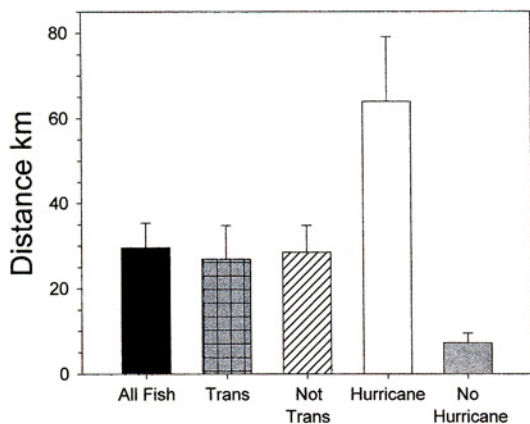 80
60
40
20
0
Distance km
All Fish
Trans
Not
Trans
Hurricane
No
Hurricane